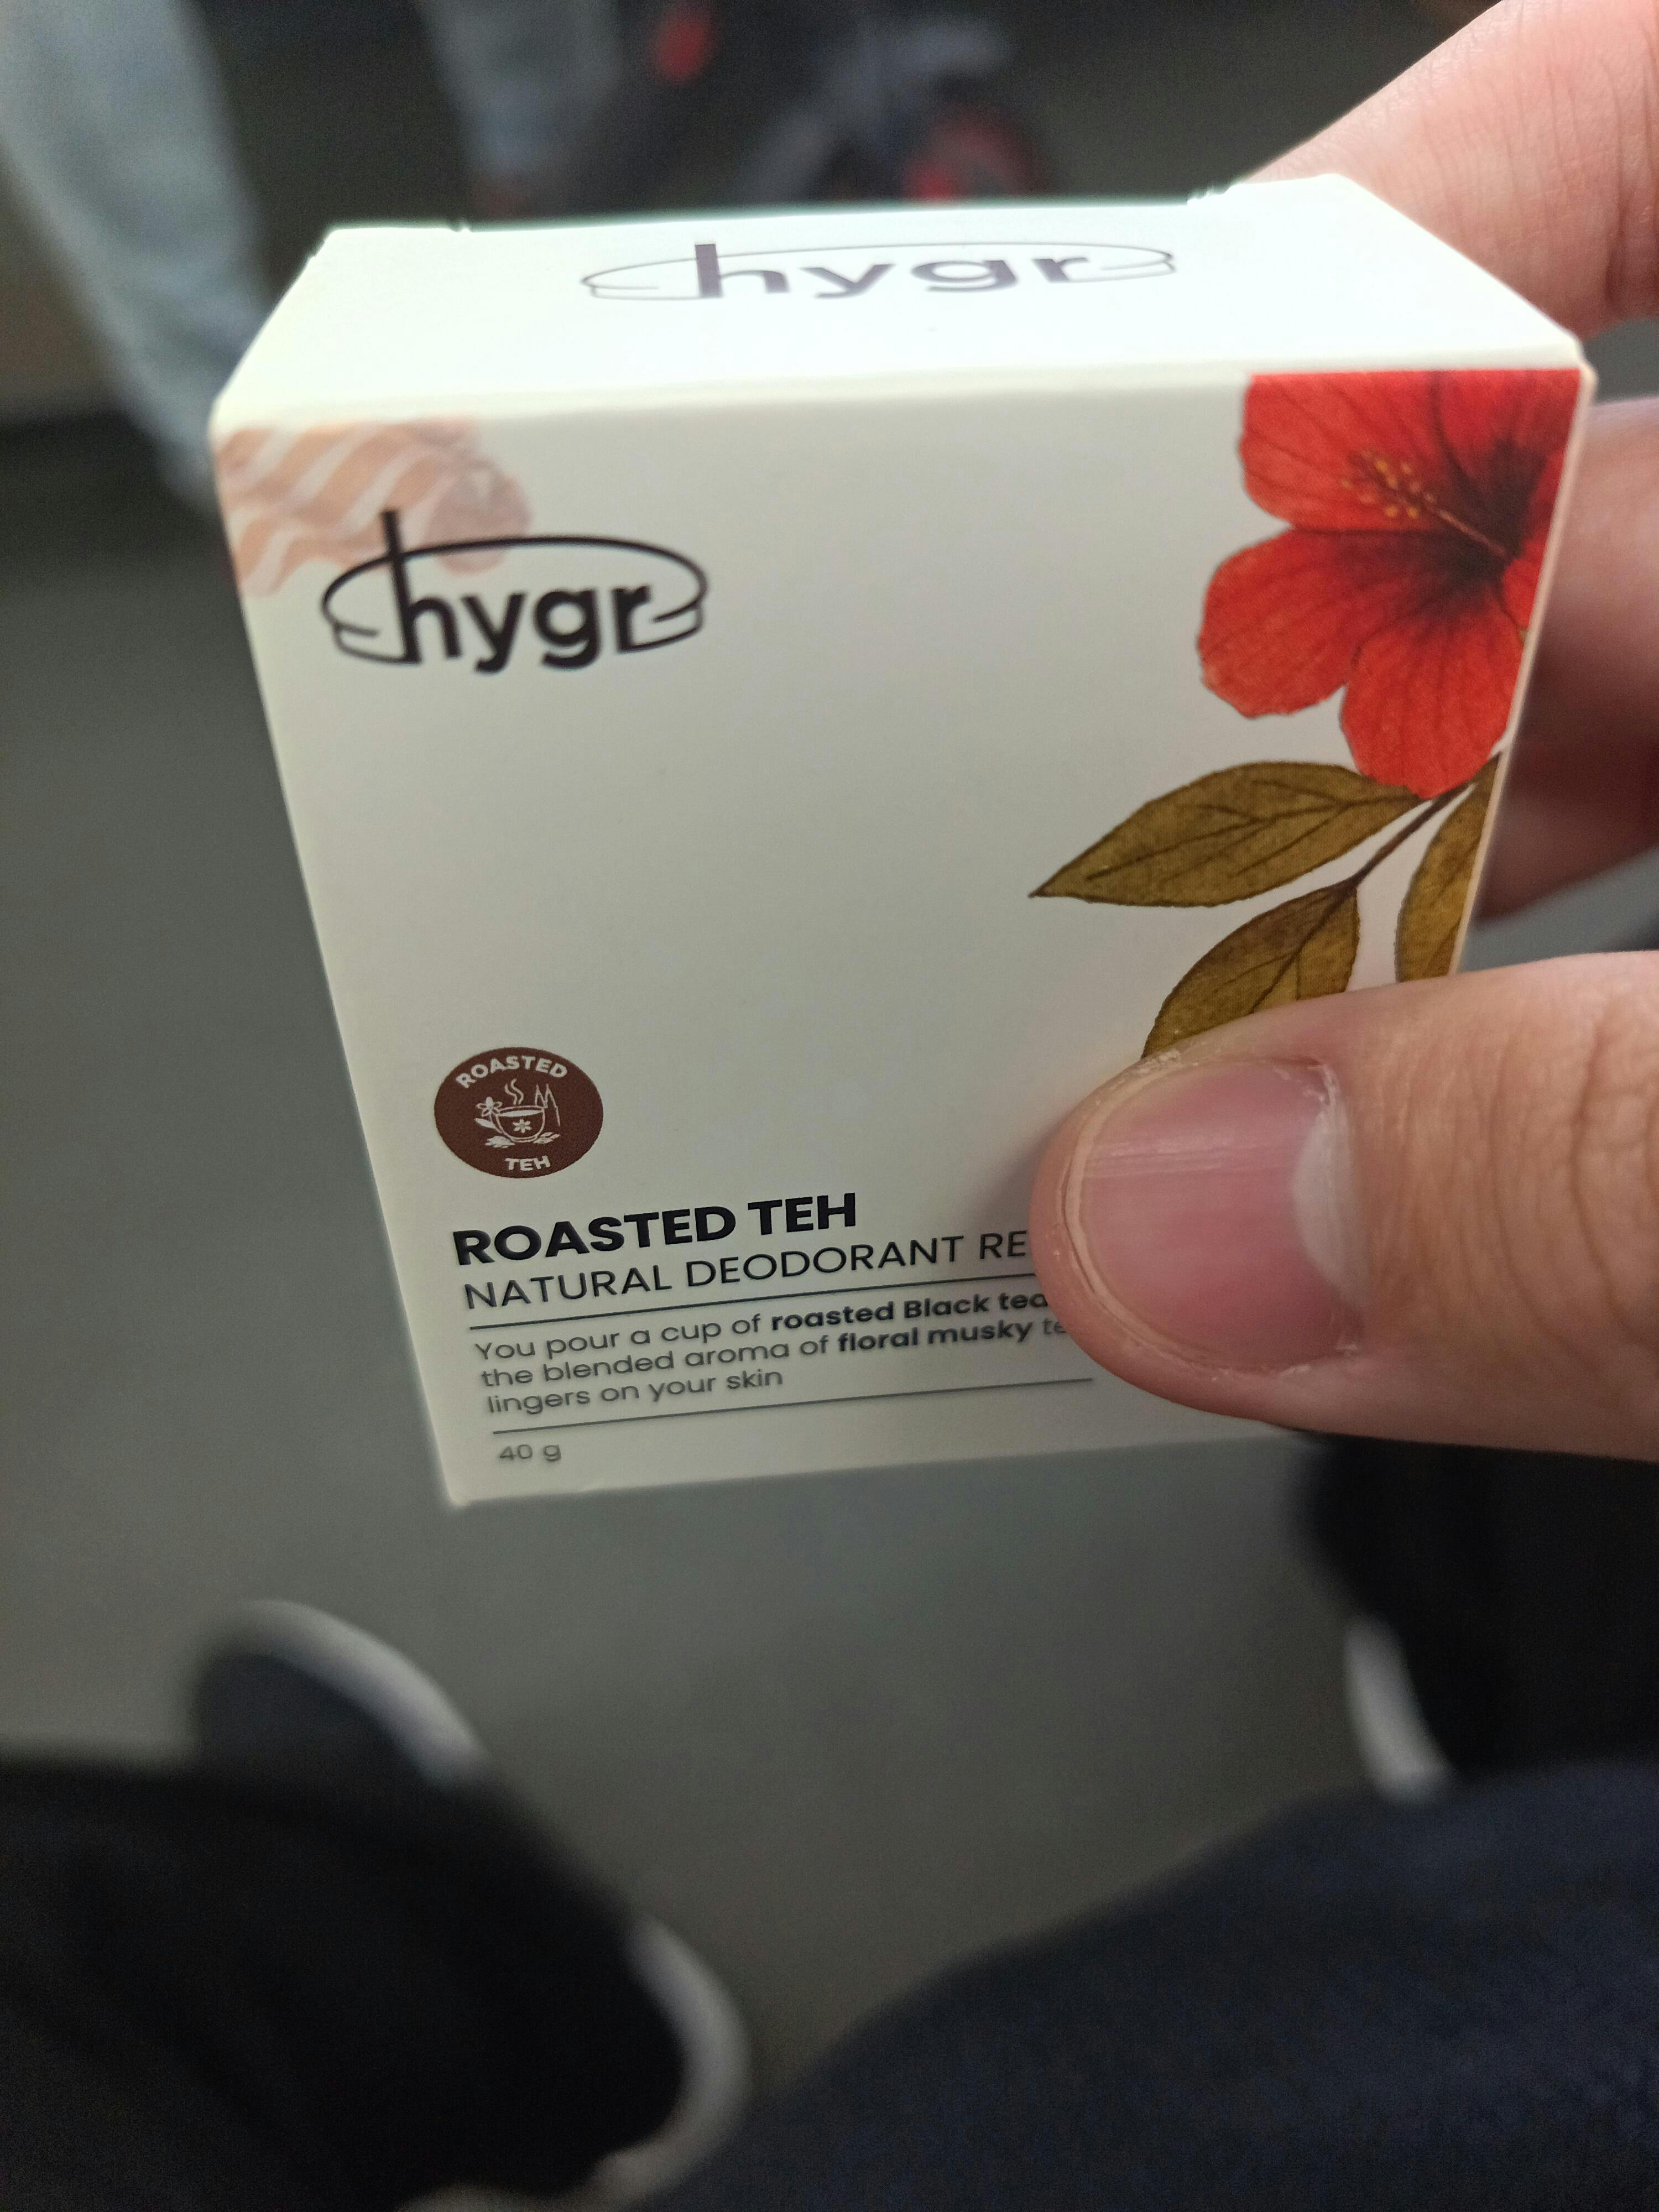 hygr
hygr
ROASTED
TEH
ROASTED TEH
NATURAL DEODORANT RE
You pour a cup of roasted Black tea
the blended aroma of floral musky te
lingers on your skin
40 g